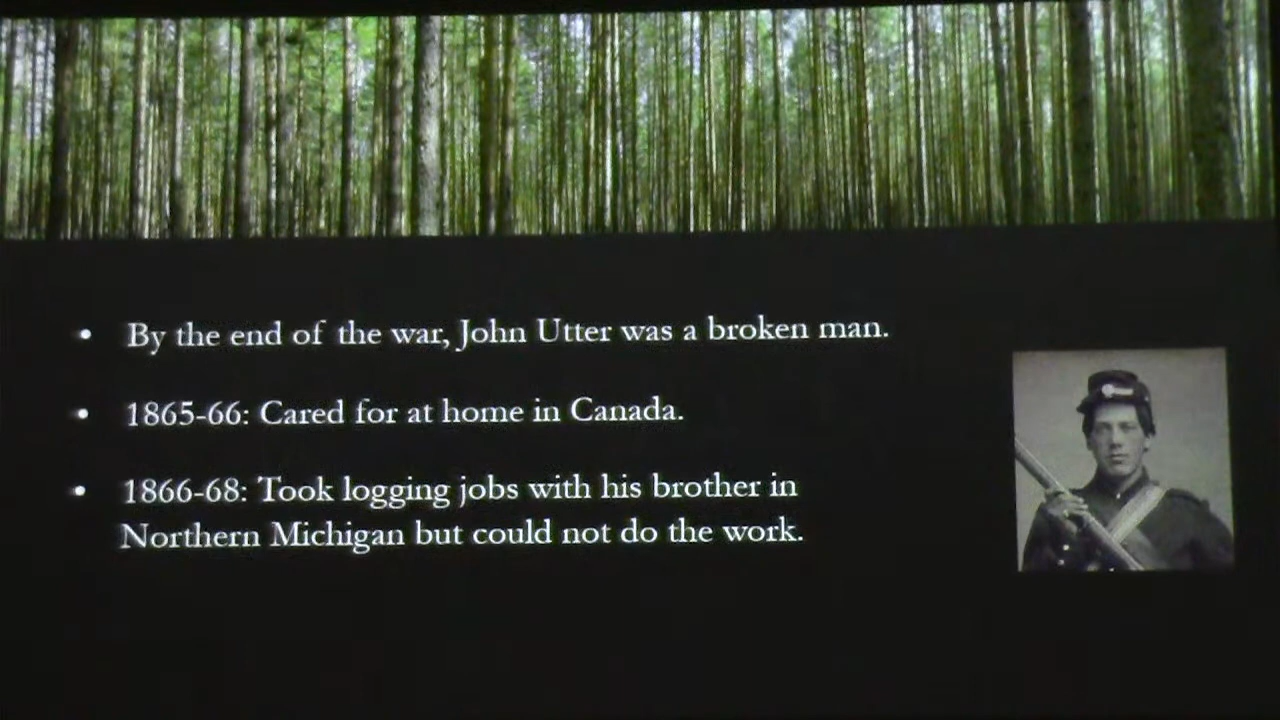 • By the end of the war, John Utter was a broken man.
• 1865-66: Cared for at home in Canada.
• 1866-68: Took logging jobs with his brother in
Northern Michigan but could not do the work.